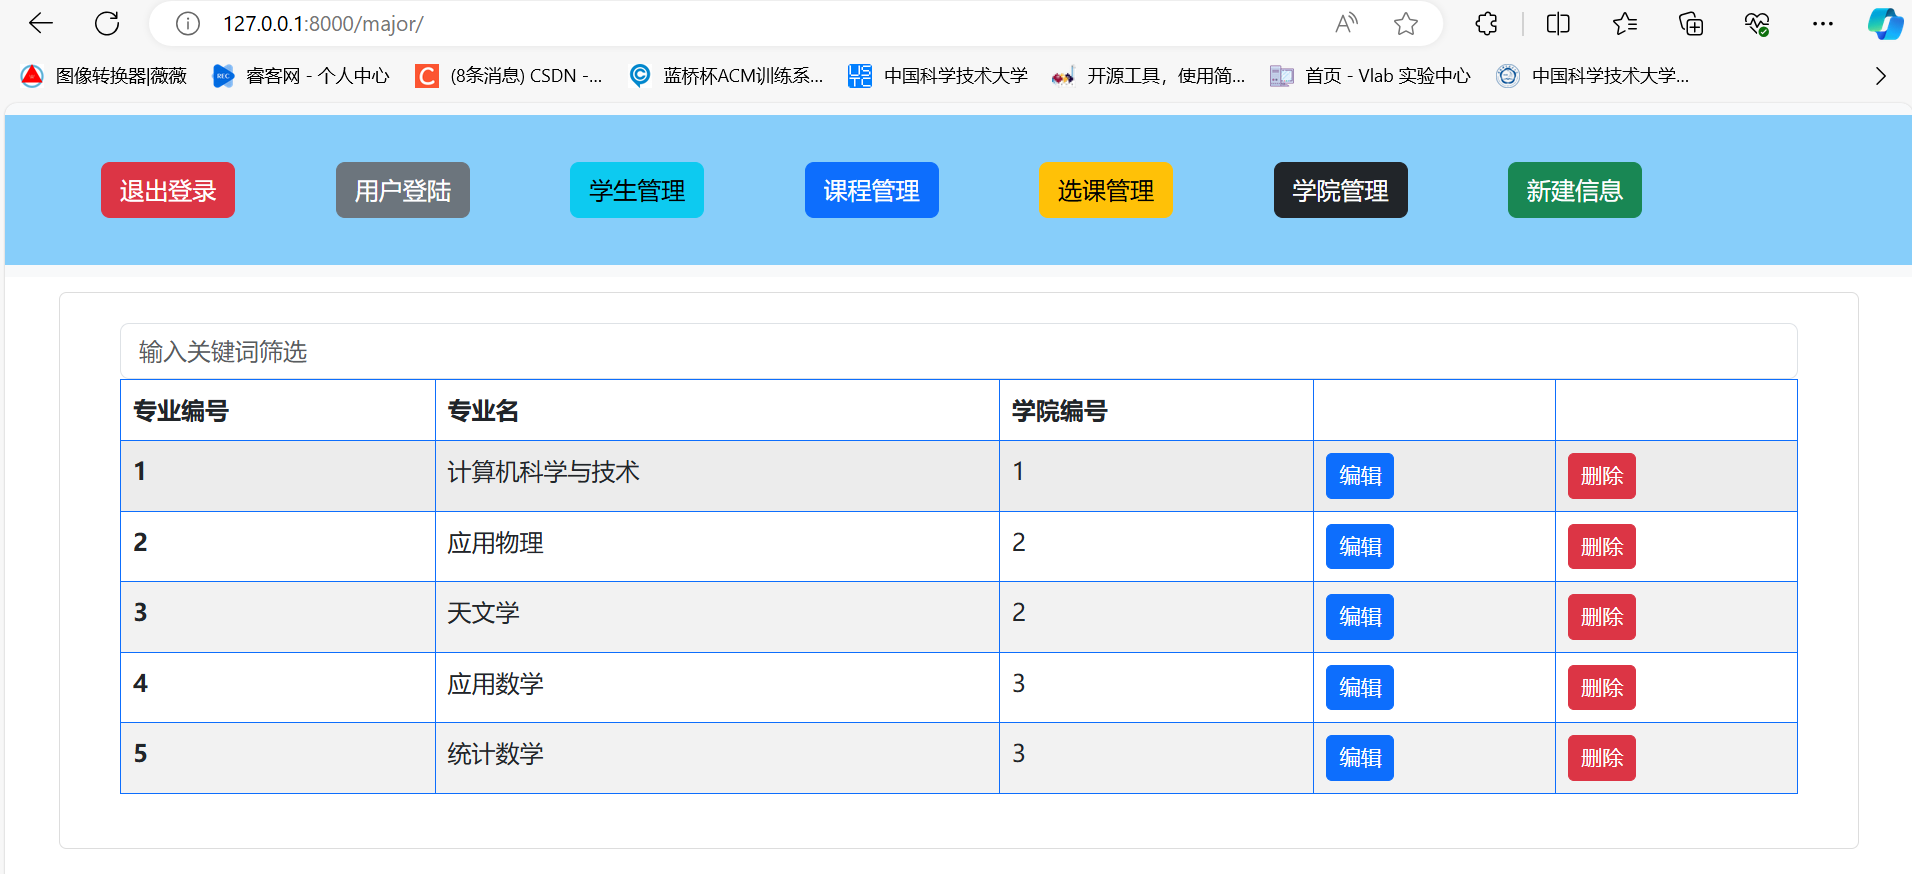 127.0.0.1:8000/major/
图像转换器|薇薇 睿客网 - 个人中心 (8条消息) CSDN -... 蓝桥杯ACM训练系... 中国科学技术大学 开源工具，使用简... 首页 - Vlab 实验中心 中国科学技术大学...
退出登录 用户登陆 学生管理 课程管理 选课管理 学院管理 新建信息
输入关键词筛选
专业编号 专业名 学院编号
1 计算机科学与技术 1 编辑 删除
2 应用物理 2 编辑 删除
3 天文学 2 编辑 删除
4 应用数学 3 编辑 删除
5 统计数学 3 编辑 删除